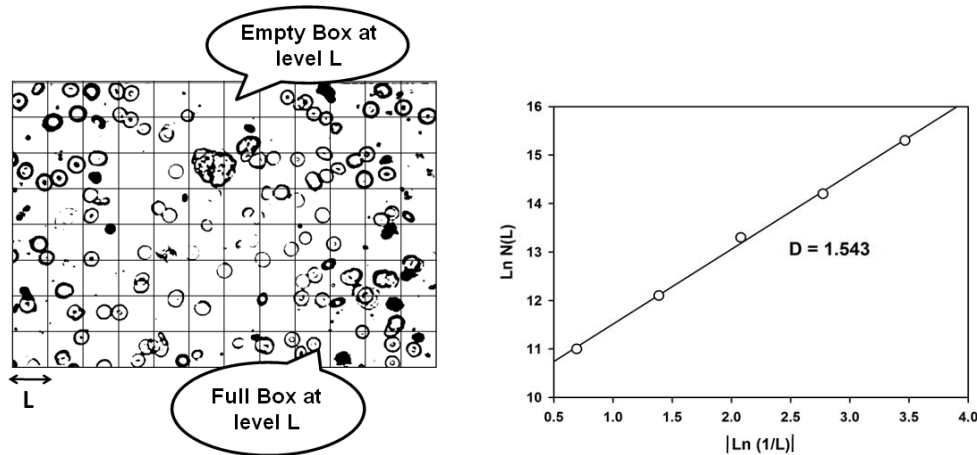 Empty Box at
level L
L
Full Box at
level L
Ln N(L)
16
15
14
13
12
11
10
D = 1.543
0.5 1.0 1.5 2.0 2.5 3.0 3.5 4.0
|Ln (1/L)|